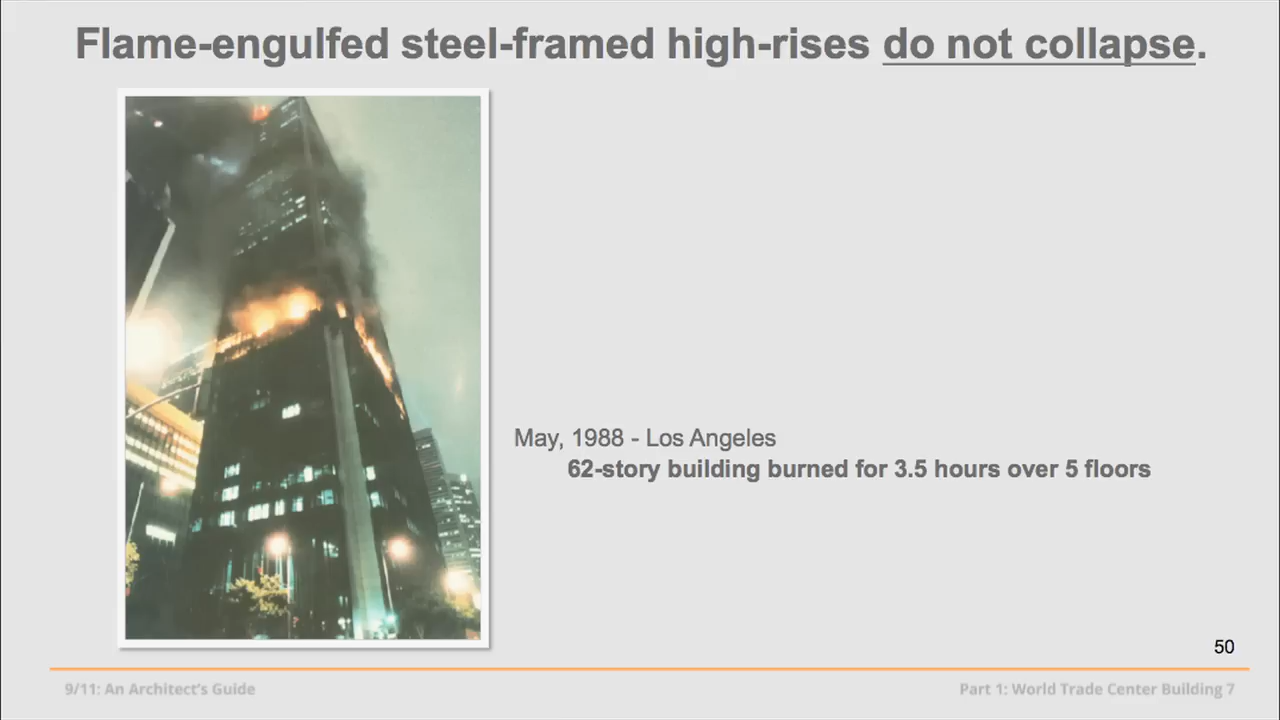 Flame-engulfed steel-framed high-rises do not collapse.
May, 1988 - Los Angeles
62-story building burned for 3.5 hours over 5 floors
50
9/11: An Architect's Guide
Part 1: World Trade Center Building 7